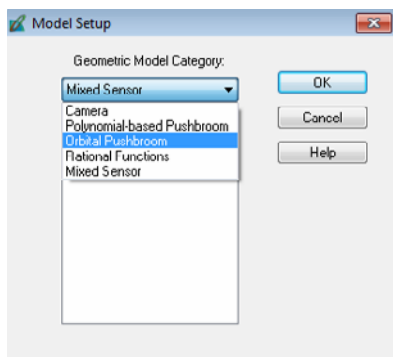 Model Setup
Geometric Model Category:
Mixed Sensor
OK
Camera
Polynomial-based Pushbroom
Cancel
Orbital Pushbroom
Rational Functions
Help
Mixed Sensor